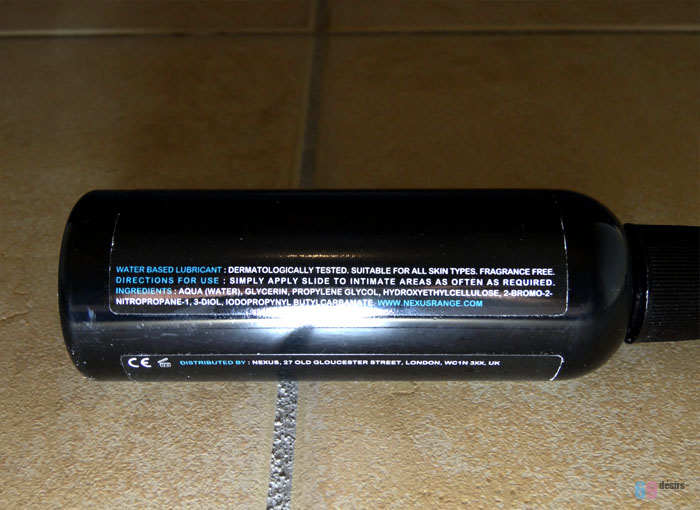 WATER BASED LUBRICANT : DERMATOLOGICALLY TESTED. SUITABLE FOR ALL SKIN TYPES. FRAGRANCE FREE.
DIRECTIONS FOR USE : SIMPLY APPLY SLIDE TO INTIMATE AREAS AS OFTEN AS REQUIRED.
INGREDIENTS : AQUA (WATER), GLYCERIN, PROPYLENE GLYCOL, HYDROXYETHYLCELLULOSE, 2-BROMO-2-
NITROPROPANE-1, 3-DIOL, IODOPROPYNYL BUTYLCARBAMATE. WWW.NEXUSRANGE.COM
CE DISTRIBUTED BY : NEXUS, 27 OLD GLOUCESTER STREET, LONDON, WC1N 3XX, UK
desirs